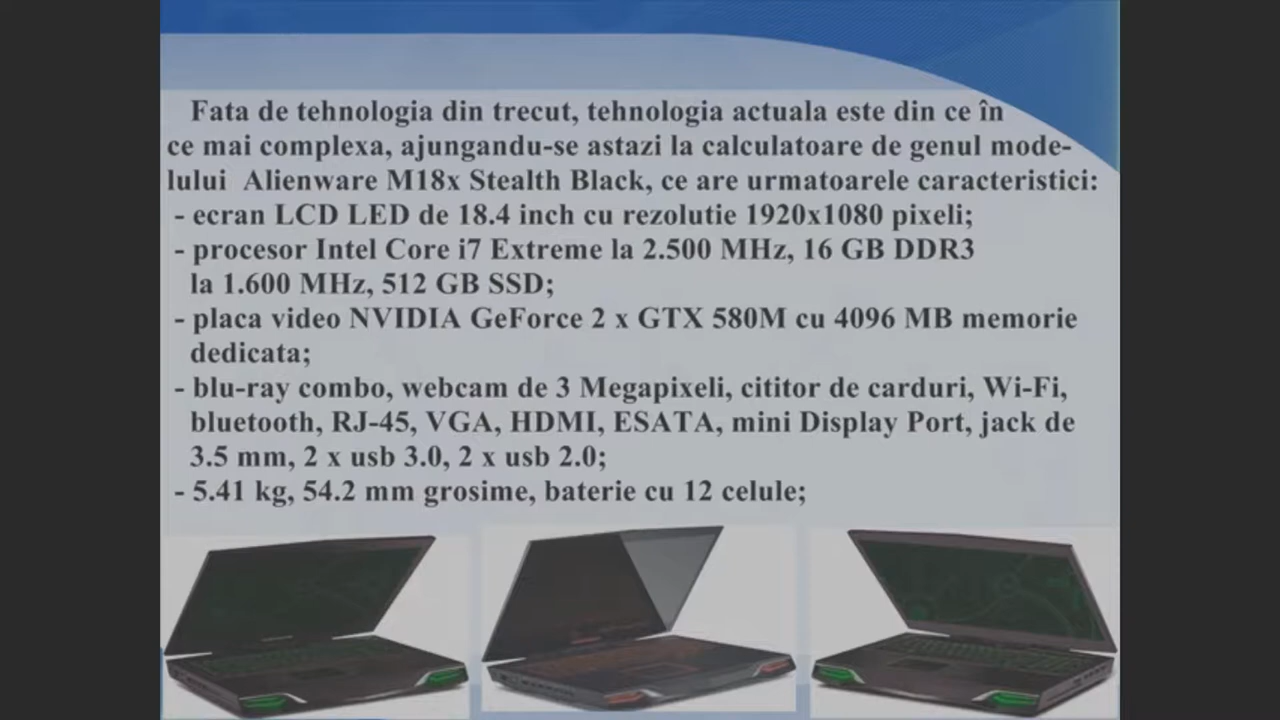 Fata de tehnologia din trecut, tehnologia actuala este din ce în
ce mai complexa, ajungandu-se astazi la calculatoare de genul mode-
lului Alienware M18x Stealth Black, ce are urmatoarele caracteristici:
- ecran LCD LED de 18.4 inch cu rezolutie 1920x1080 pixeli;
- procesor Intel Core i7 Extreme la 2.500 MHz, 16 GB DDR3
la 1.600 MHz, 512 GB SSD;
- placa video NVIDIA GeForce 2 x GTX 580M cu 4096 MB memorie
dedicata;
- blu-ray combo, webcam de 3 Megapixeli, cititor de carduri, Wi-Fi,
bluetooth, RJ-45, VGA, HDMI, ESATA, mini Display Port, jack de
3.5 mm, 2 x usb 3.0, 2 x usb 2.0;
- 5.41 kg, 54.2 mm grosime, baterie cu 12 celule;